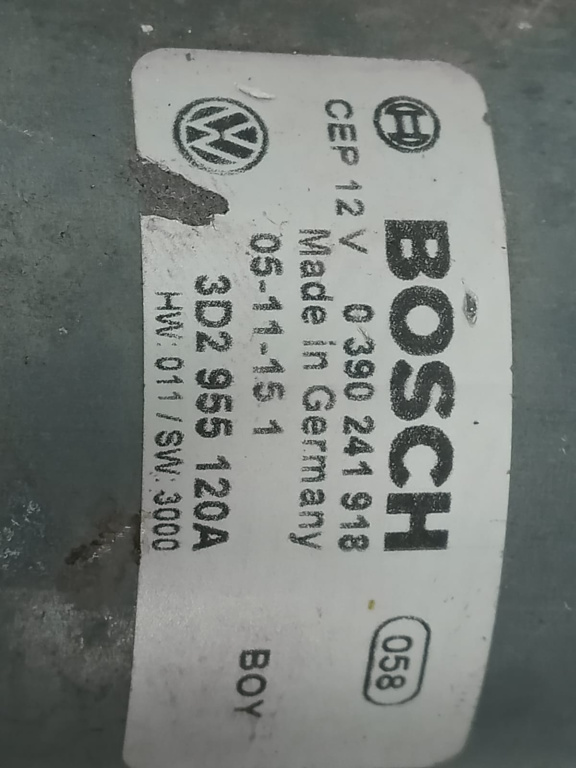 BOSCH
CEP 12 V 0 390 241 918
Made in Germany
058
05-11-15 1
3D2 955 120A
HW: 011 / SW: 3000
BOY